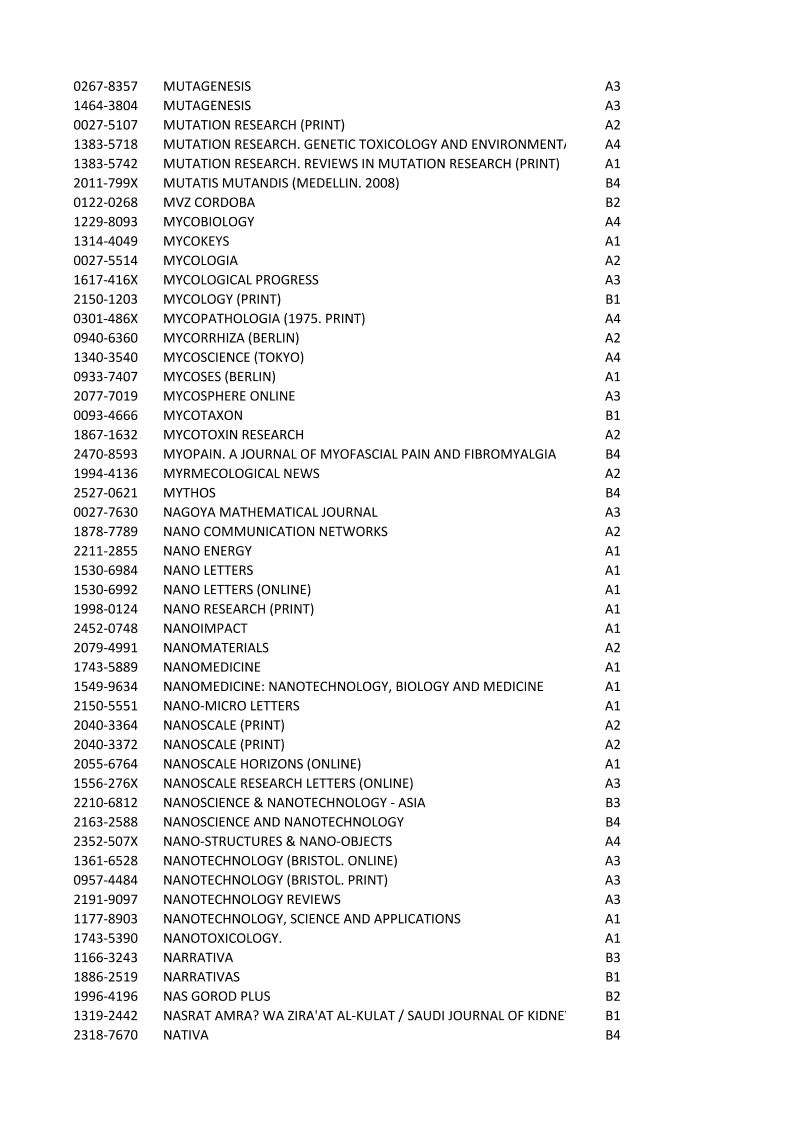 0267-8357 MUTAGENESIS A3
1464-3804 MUTAGENESIS A3
0027-5107 MUTATION RESEARCH (PRINT) A2
1383-5718 MUTATION RESEARCH. GENETIC TOXICOLOGY AND ENVIRONMENT A4
1383-5742 MUTATION RESEARCH. REVIEWS IN MUTATION RESEARCH (PRINT) A1
2011-799X MUTATIS MUTANDIS (MEDELLIN. 2008) B4
0122-0268 MVZ CORDOBA B2
1229-8093 MYCOBIOLOGY A4
1314-4049 MYCOKEYS A1
0027-5514 MYCOLOGIA A2
1617-416X MYCOLOGICAL PROGRESS A3
2150-1203 MYCOLOGY (PRINT) B1
0301-486X MYCOPATHOLOGIA (1975. PRINT) A4
0940-6360 MYCORRHIZA (BERLIN) A2
1340-3540 MYCOSCIENCE (TOKYO) A4
0933-7407 MYCOSES (BERLIN) A1
2077-7019 MYCOSPHERE ONLINE A3
0093-4666 MYCOTAXON B1
1867-1632 MYCOTOXIN RESEARCH A2
2470-8593 MYOPAIN. A JOURNAL OF MYOFASCIAL PAIN AND FIBROMYALGIA B4
1994-4136 MYRMECOLOGICAL NEWS A2
2527-0621 MYTHOS B4
0027-7630 NAGOYA MATHEMATICAL JOURNAL A3
1878-7789 NANO COMMUNICATION NETWORKS A2
2211-2855 NANO ENERGY A1
1530-6984 NANO LETTERS A1
1530-6992 NANO LETTERS (ONLINE) A1
1998-0124 NANO RESEARCH (PRINT) A1
2452-0748 NANOIMPACT A1
2079-4991 NANOMATERIALS A2
1743-5889 NANOMEDICINE A1
1549-9634 NANOMEDICINE: NANOTECHNOLOGY, BIOLOGY AND MEDICINE A1
2150-5551 NANO-MICRO LETTERS A1
2040-3364 NANOSCALE (PRINT) A2
2040-3372 NANOSCALE (PRINT) A2
2055-6764 NANOSCALE HORIZONS (ONLINE) A1
1556-276X NANOSCALE RESEARCH LETTERS (ONLINE) A3
2210-6812 NANOSCIENCE & NANOTECHNOLOGY - ASIA B3
2163-2588 NANOSCIENCE AND NANOTECHNOLOGY B4
2352-507X NANO-STRUCTURES & NANO-OBJECTS A4
1361-6528 NANOTECHNOLOGY (BRISTOL. ONLINE) A3
0957-4484 NANOTECHNOLOGY (BRISTOL. PRINT) A3
2191-9097 NANOTECHNOLOGY REVIEWS A3
1177-8903 NANOTECHNOLOGY, SCIENCE AND APPLICATIONS A1
1743-5390 NANOTOXICOLOGY. A1
1166-3243 NARRATIVA B3
1886-2519 NARRATIVAS B1
1996-4196 NAS GOROD PLUS B2
1319-2442 NASRAT AMRA? WA ZIRA'AT AL-KULAT / SAUDI JOURNAL OF KIDNE B1
2318-7670 NATIVA B4